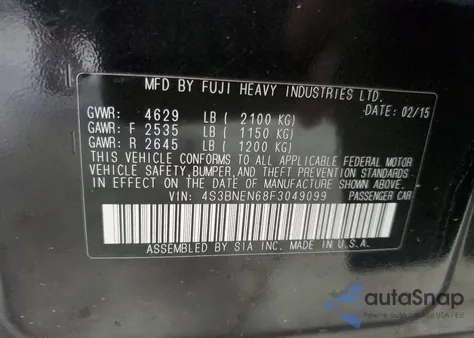 MFD BY FUJI HEAVY INDUSTRIES LTD.
DATE: 02/15
GVWR: 4629 LB ( 2100 KG)
GAWR: F 2535 LB ( 1150 KG)
GAWR: R 2645 LB ( 1200 KG)
THIS VEHICLE CONFORMS TO ALL APPLICABLE FEDERAL MOTOR
VEHICLE SAFETY, BUMPER, AND THEFT PREVENTION STANDARDS
IN EFFECT ON THE DATE OF MANUFACTURE SHOWN ABOVE.
VIN: 4S3BNEN68F3049099 PASSENGER CAR
ASSEMBLED BY SIA INC. MADE IN U.S.A.
autoSnap